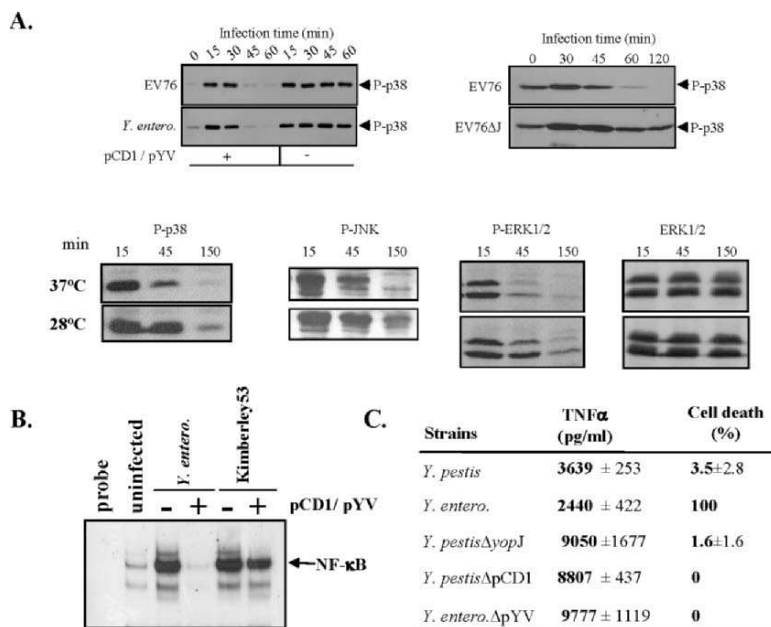 A.
Infection time (min)
0 15 30 45 60 15 30 45 60
EV76 P-p38
Y. entero. P-p38
pCD1 / pYV + -
Infection time (min)
0 30 45 60 120
EV76 P-p38
EV76ΔJ P-p38
P-p38 P-JNK P-ERK1/2 ERK1/2
min 15 45 150 15 45 150 15 45 150 15 45 150
37°C
28°C
B.
probe uninfected Y. entero. Kimberley53
- + - + pCD1/ pYV
NF-κB
C.
Strains TNFα (pg/ml) Cell death (%)
Y. pestis 3639 ± 253 3.5±2.8
Y. entero. 2440 ± 422 100
Y. pestisΔyopJ 9050 ±1677 1.6±1.6
Y. pestisΔpCD1 8807 ± 437 0
Y. entero.ΔpYV 9777 ± 1119 0